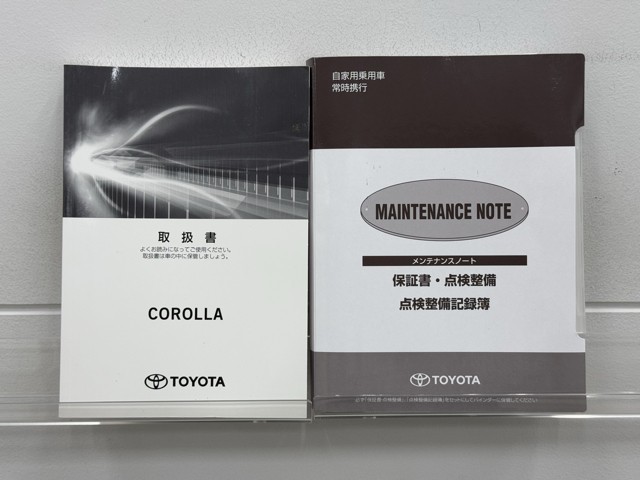 取扱書
よくお読みになってご使用ください。
取扱書は車の中に保管しましょう。
COROLLA
TOYOTA
自家用乗用車
常時携行
MAINTENANCE NOTE
メンテナンスノート
保証書・点検整備
点検整備記録簿
TOYOTA